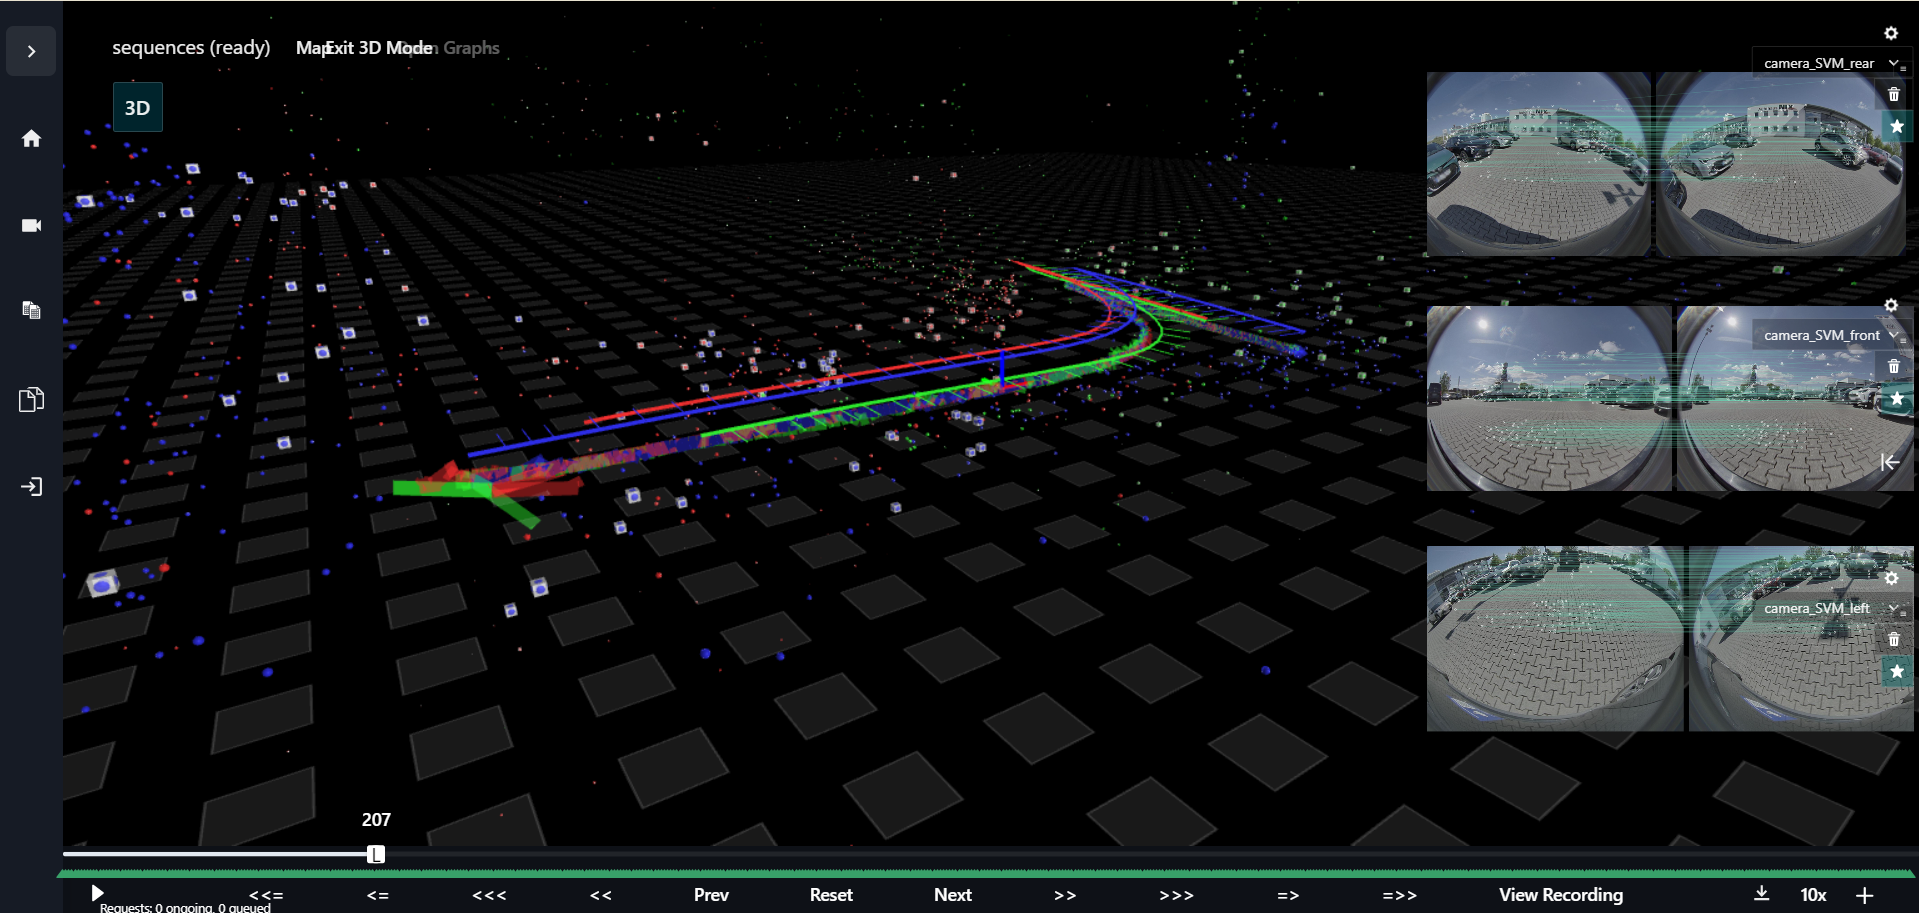 sequences (ready) Map Exit 3D Mode Open Graphs
3D
camera_SVM_rear
camera_SVM_front
camera_SVM_left
207
L
<<= <= <<< << Prev Reset Next >> >>> => =>> View Recording 10x
Requests: 0 ongoing, 0 queued